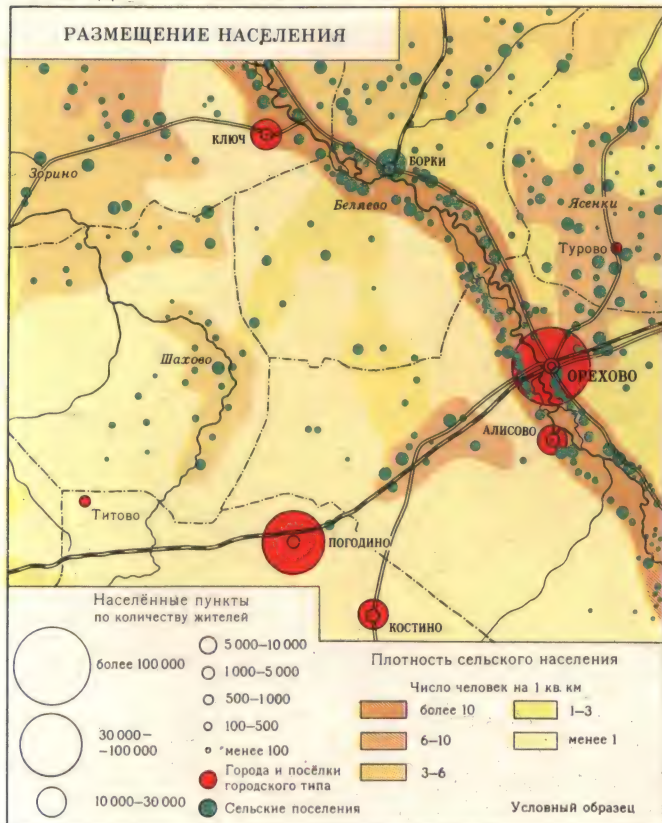 РАЗМЕЩЕНИЕ НАСЕЛЕНИЯ
КЛЮЧ
БОРКИ
Зорино
Беляево
Ясенки
Турово
Шахово
ОРЕХОВО
АЛИСОВО
Титово
ПОГОДИНО
КОСТИНО
Населённые пункты
по количеству жителей
более 100 000
30 000–
–100 000
10 000–30 000
5 000–10 000
1 000–5 000
500–1 000
100–500
менее 100
Города и посёлки
городского типа
Сельские поселения
Плотность сельского населения
Число человек на 1 кв. км
более 10
6–10
3–6
1–3
менее 1
Условный образец